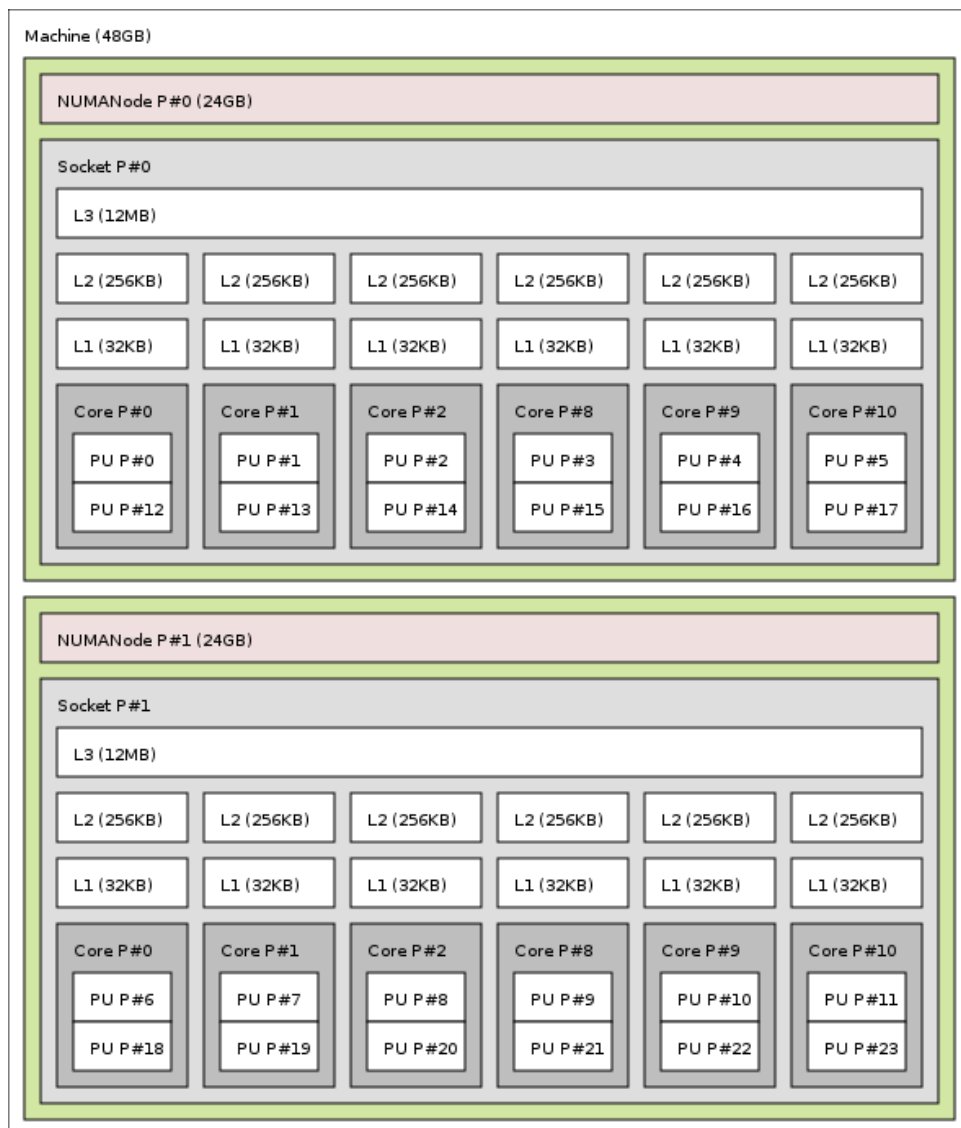 Machine (48GB)
NUMANode P#0 (24GB)
Socket P#0
L3 (12MB)
L2 (256KB) L2 (256KB) L2 (256KB) L2 (256KB) L2 (256KB) L2 (256KB)
L1 (32KB) L1 (32KB) L1 (32KB) L1 (32KB) L1 (32KB) L1 (32KB)
Core P#0 Core P#1 Core P#2 Core P#8 Core P#9 Core P#10
PU P#0 PU P#1 PU P#2 PU P#3 PU P#4 PU P#5
PU P#12 PU P#13 PU P#14 PU P#15 PU P#16 PU P#17
NUMANode P#1 (24GB)
Socket P#1
L3 (12MB)
L2 (256KB) L2 (256KB) L2 (256KB) L2 (256KB) L2 (256KB) L2 (256KB)
L1 (32KB) L1 (32KB) L1 (32KB) L1 (32KB) L1 (32KB) L1 (32KB)
Core P#0 Core P#1 Core P#2 Core P#8 Core P#9 Core P#10
PU P#6 PU P#7 PU P#8 PU P#9 PU P#10 PU P#11
PU P#18 PU P#19 PU P#20 PU P#21 PU P#22 PU P#23